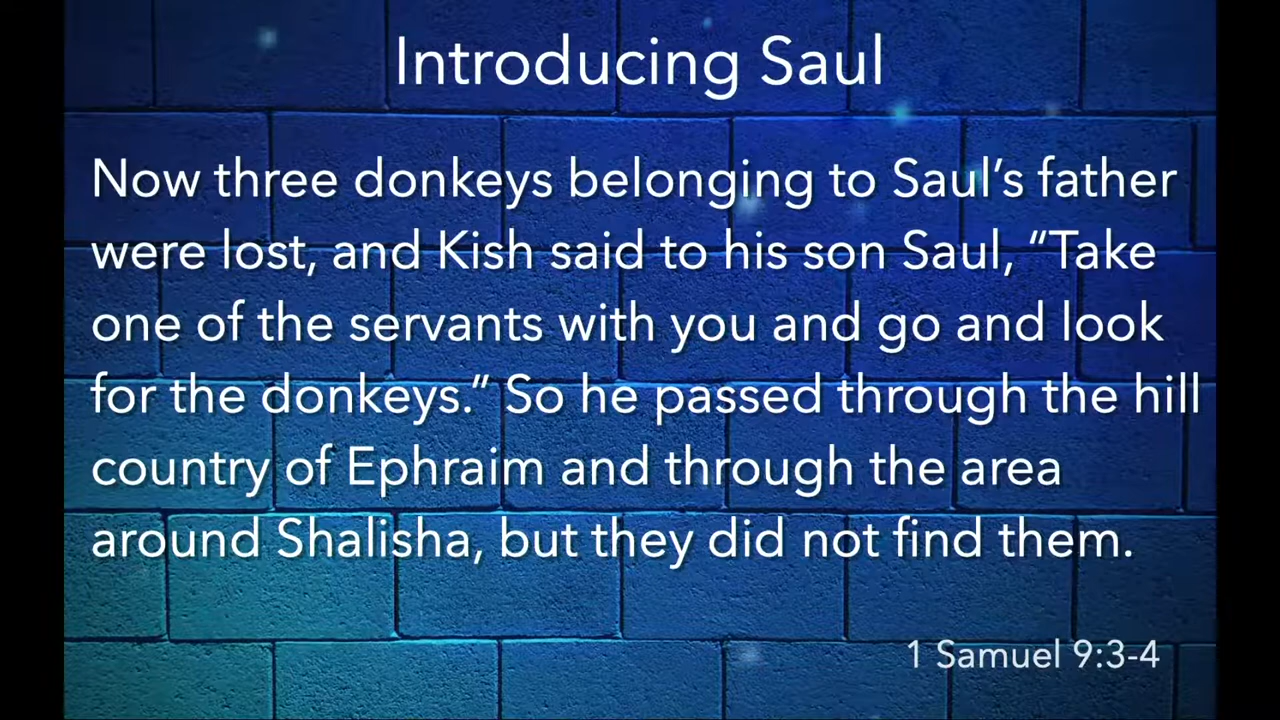 Introducing Saul
Now three donkeys belonging to Saul’s father
were lost, and Kish said to his son Saul, “Take
one of the servants with you and go and look
for the donkeys.” So he passed through the hill
country of Ephraim and through the area
around Shalisha, but they did not find them.
1 Samuel 9:3-4